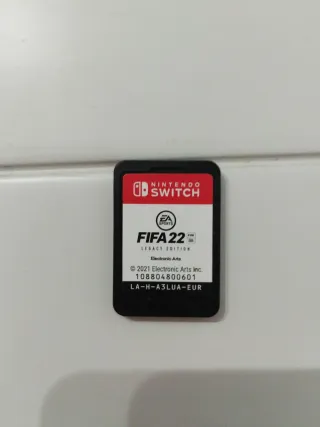 NINTENDO
SWITCH
EA
SPORTS
FIFA 22
LEGACY EDITION
Electronic Arts
© 2021 Electronic Arts Inc.
108804800601
LA-H-A3LUA-EUR